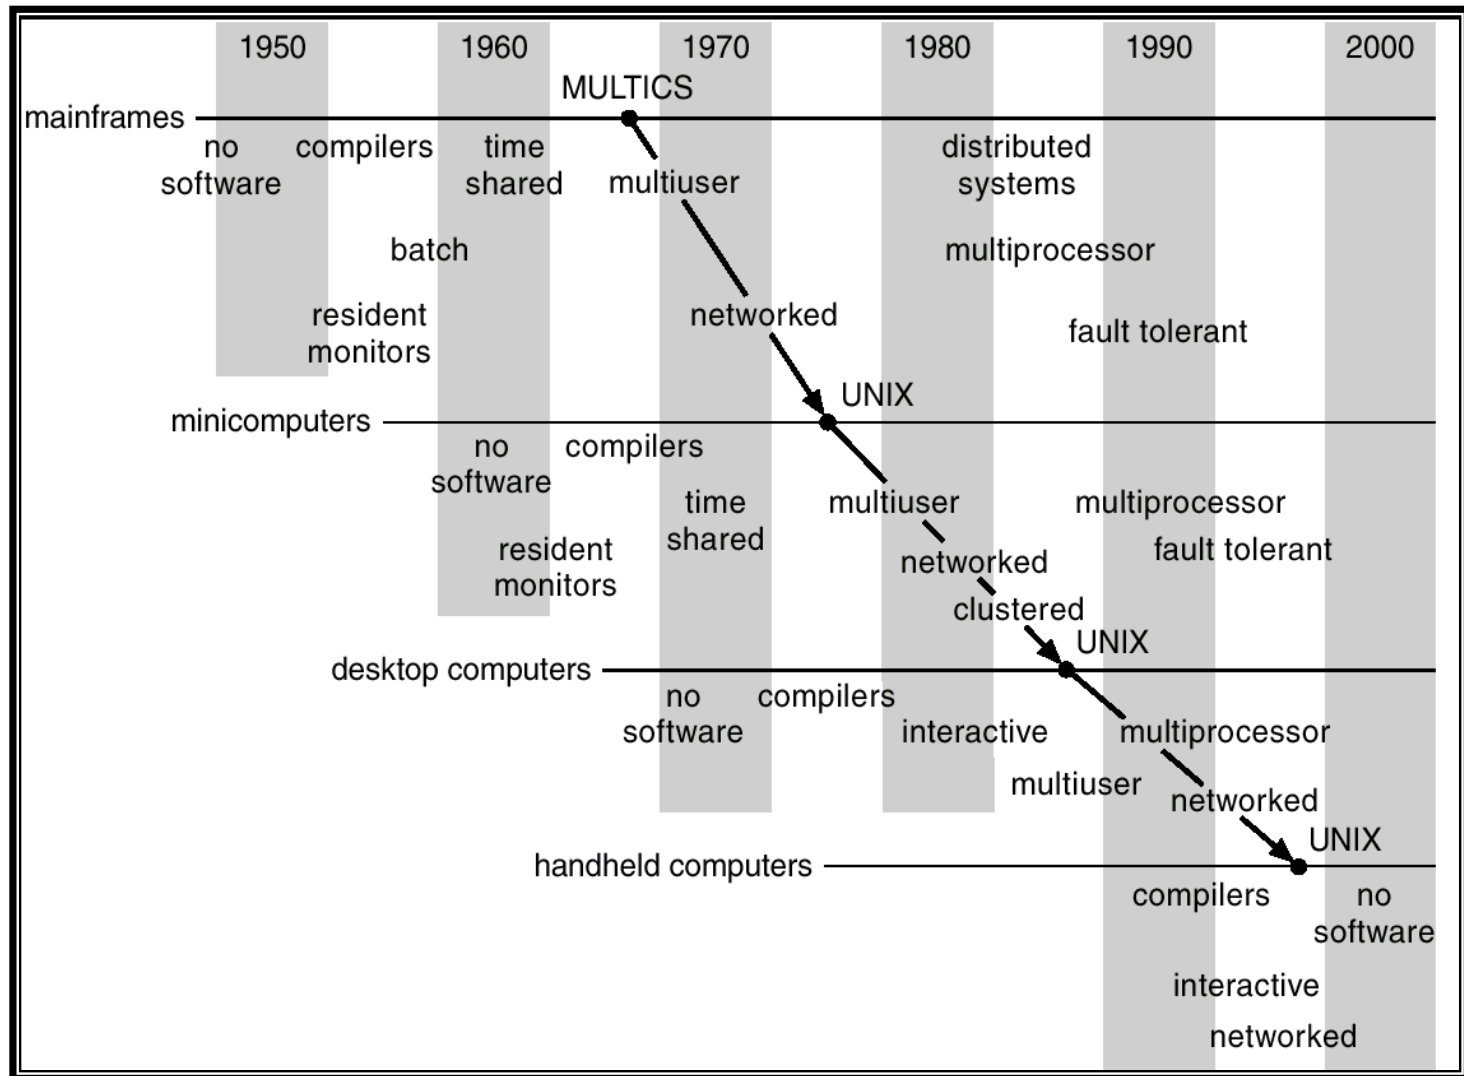 1950 1960 1970 1980 1990 2000
MULTICS
mainframes
no compilers time distributed
software shared multiuser systems
batch multiprocessor
resident networked fault tolerant
monitors
UNIX
minicomputers
no compilers
software time multiuser multiprocessor
shared
resident networked fault tolerant
monitors
clustered
UNIX
desktop computers
no compilers
software interactive multiprocessor
multiuser networked
UNIX
handheld computers
compilers no
software
interactive
networked